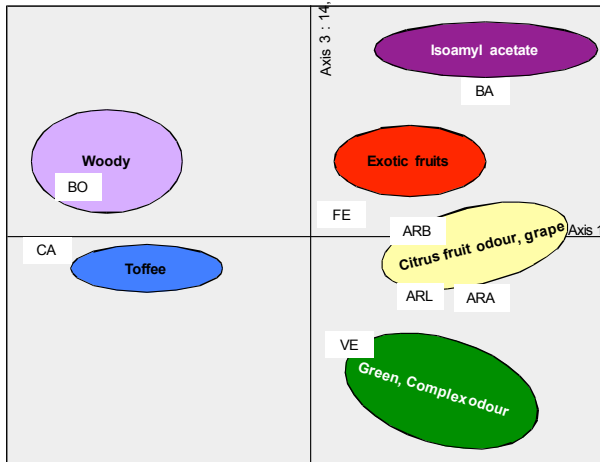 Axis 3 : 14,
Isoamyl acetate
BA
Woody
Exotic fruits
BO
FE
ARB
Axis 1
Citrus fruit odour, grape
CA
Toffee
ARL
ARA
VE
Green, Complex odour